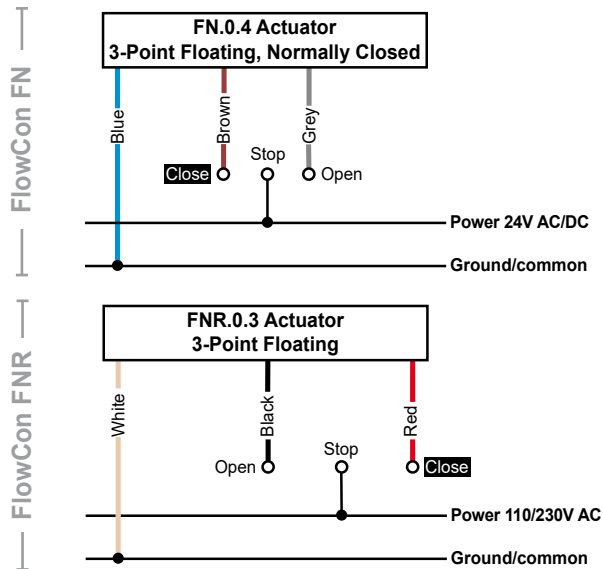 FlowCon FN
FN.0.4 Actuator
3-Point Floating, Normally Closed
Blue
Brown
Grey
Stop
Close
Open
Power 24V AC/DC
Ground/common
FlowCon FNR
FNR.0.3 Actuator
3-Point Floating
White
Black
Red
Stop
Open
Close
Power 110/230V AC
Ground/common